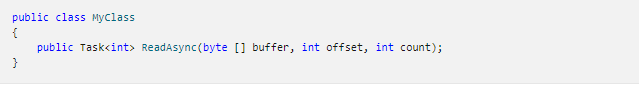 public class MyClass
{
    public Task<int> ReadAsync(byte [] buffer, int offset, int count);
}